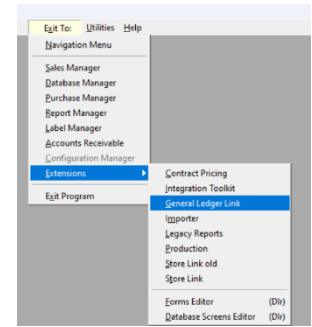 Exit To: Utilities Help
Navigation Menu
Sales Manager
Database Manager
Purchase Manager
Report Manager
Label Manager
Accounts Receivable
Configuration Manager
Extensions
Exit Program
Contract Pricing
Integration Toolkit
General Ledger Link
Importer
Legacy Reports
Production
Store Link old
Store Link
Forms Editor (Dlr)
Database Screens Editor (Dlr)